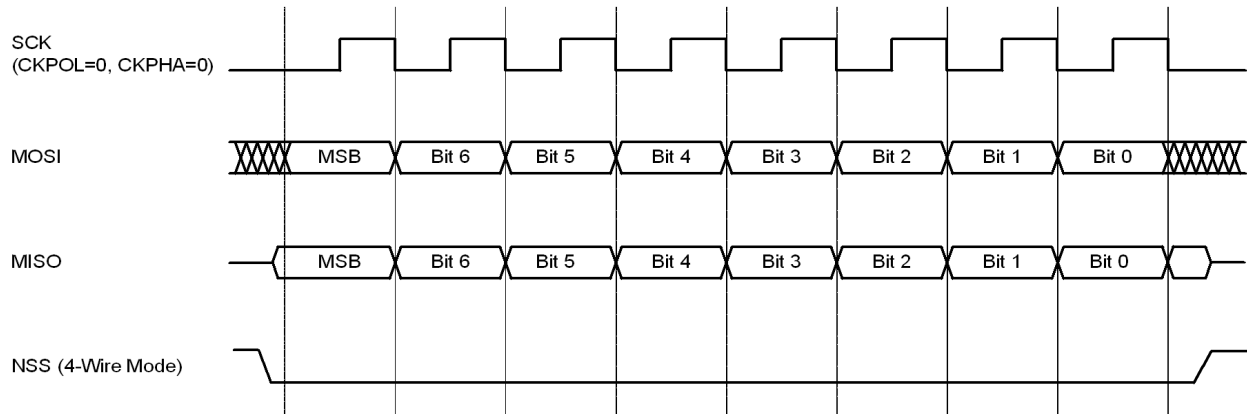 SCK
(CKPOL=0, CKPHA=0)
MOSI
MSB Bit 6 Bit 5 Bit 4 Bit 3 Bit 2 Bit 1 Bit 0
MISO
MSB Bit 6 Bit 5 Bit 4 Bit 3 Bit 2 Bit 1 Bit 0
NSS (4-Wire Mode)